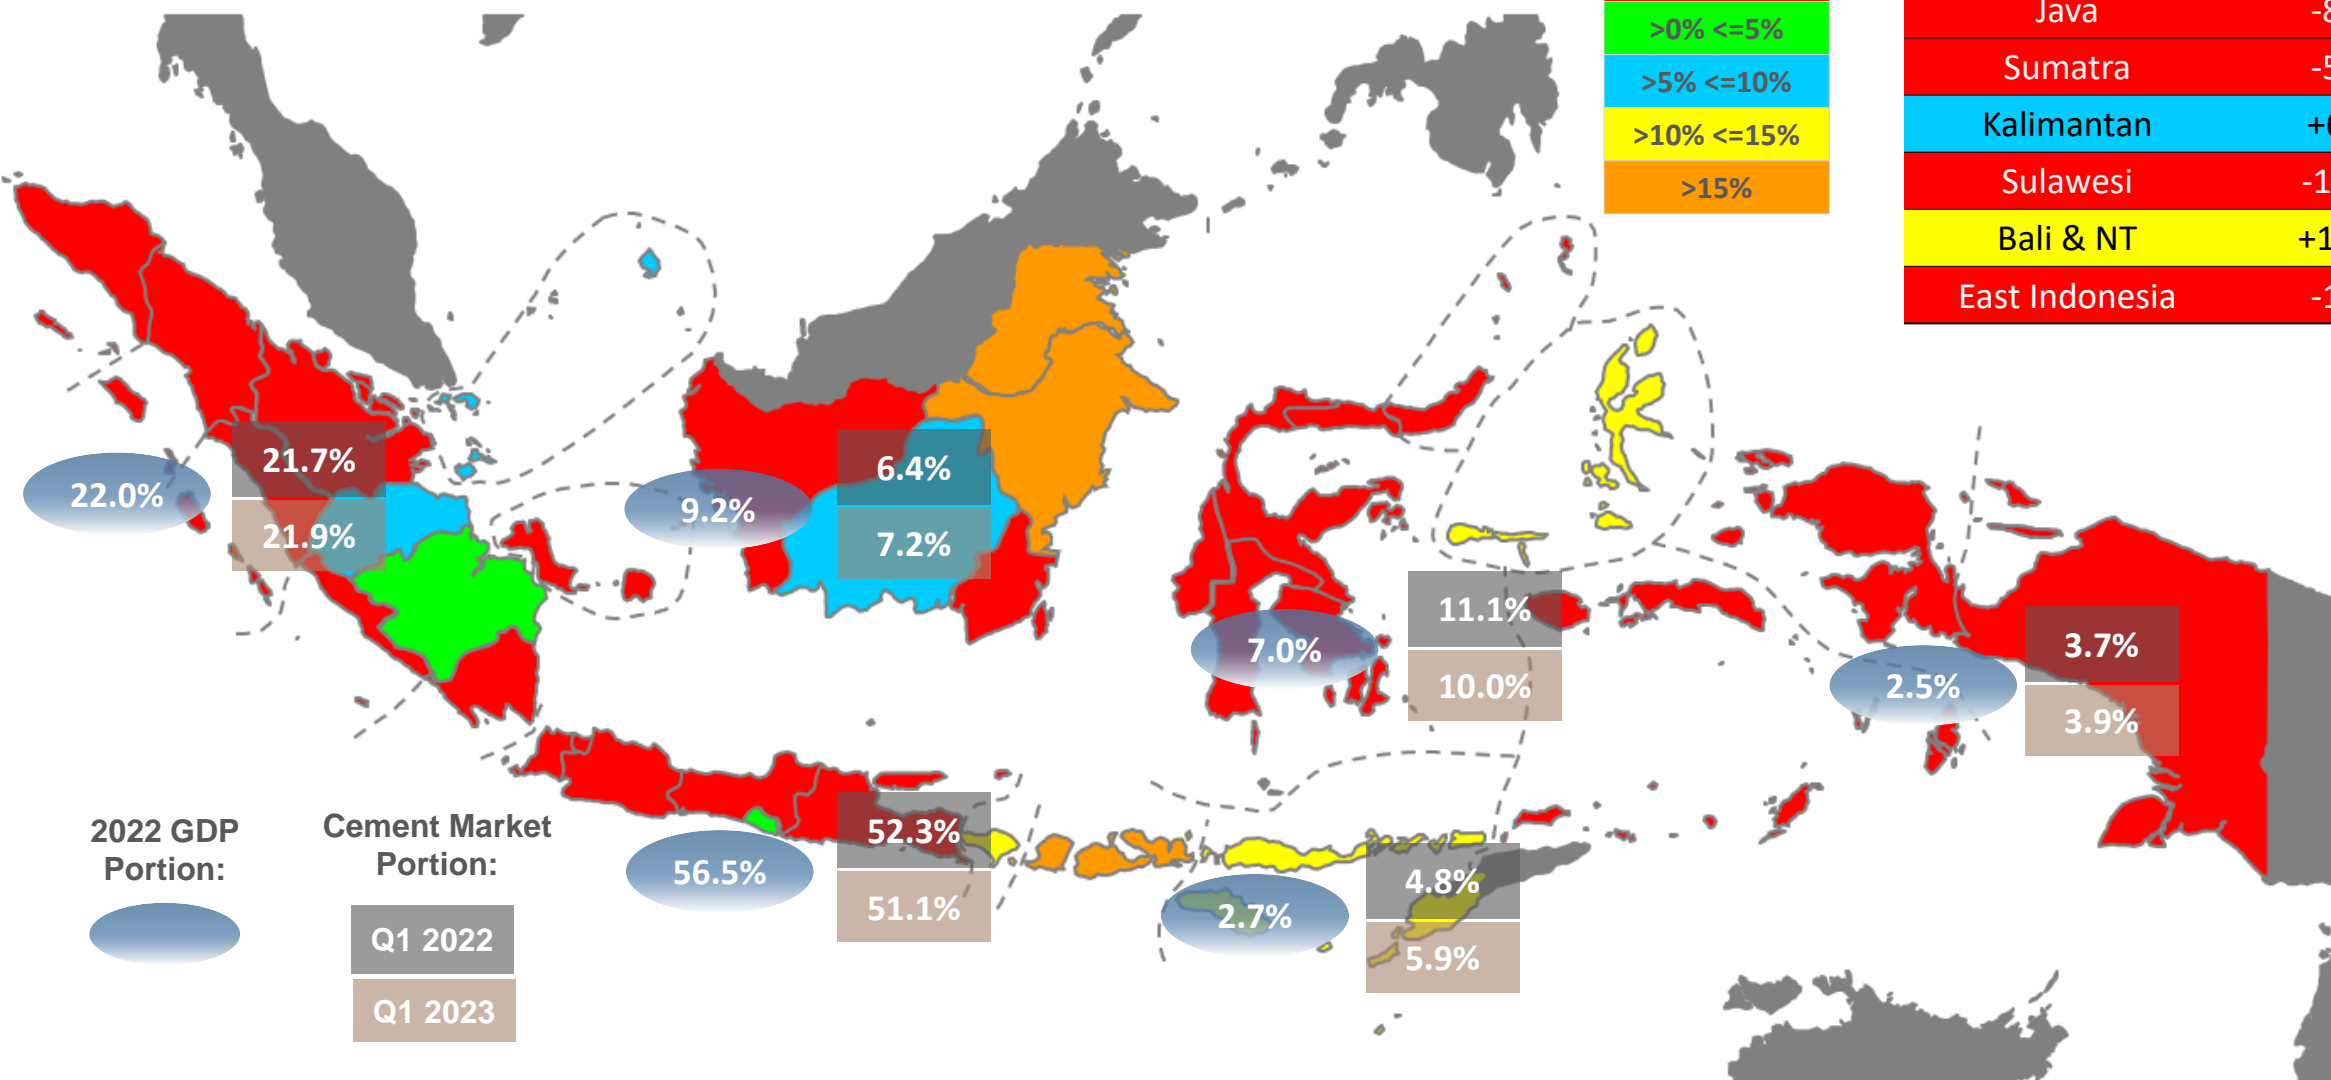 >0% <=5%
>5% <=10%
>10% <=15%
>15%
Java
Sumatra
Kalimantan
Sulawesi
Bali & NT
East Indonesia
22.0%
21.7%
21.9%
9.2%
6.4%
7.2%
7.0%
11.1%
10.0%
2.5%
3.7%
3.9%
56.5%
52.3%
51.1%
2.7%
4.8%
5.9%
2022 GDP
Portion:
Cement Market
Portion:
Q1 2022
Q1 2023